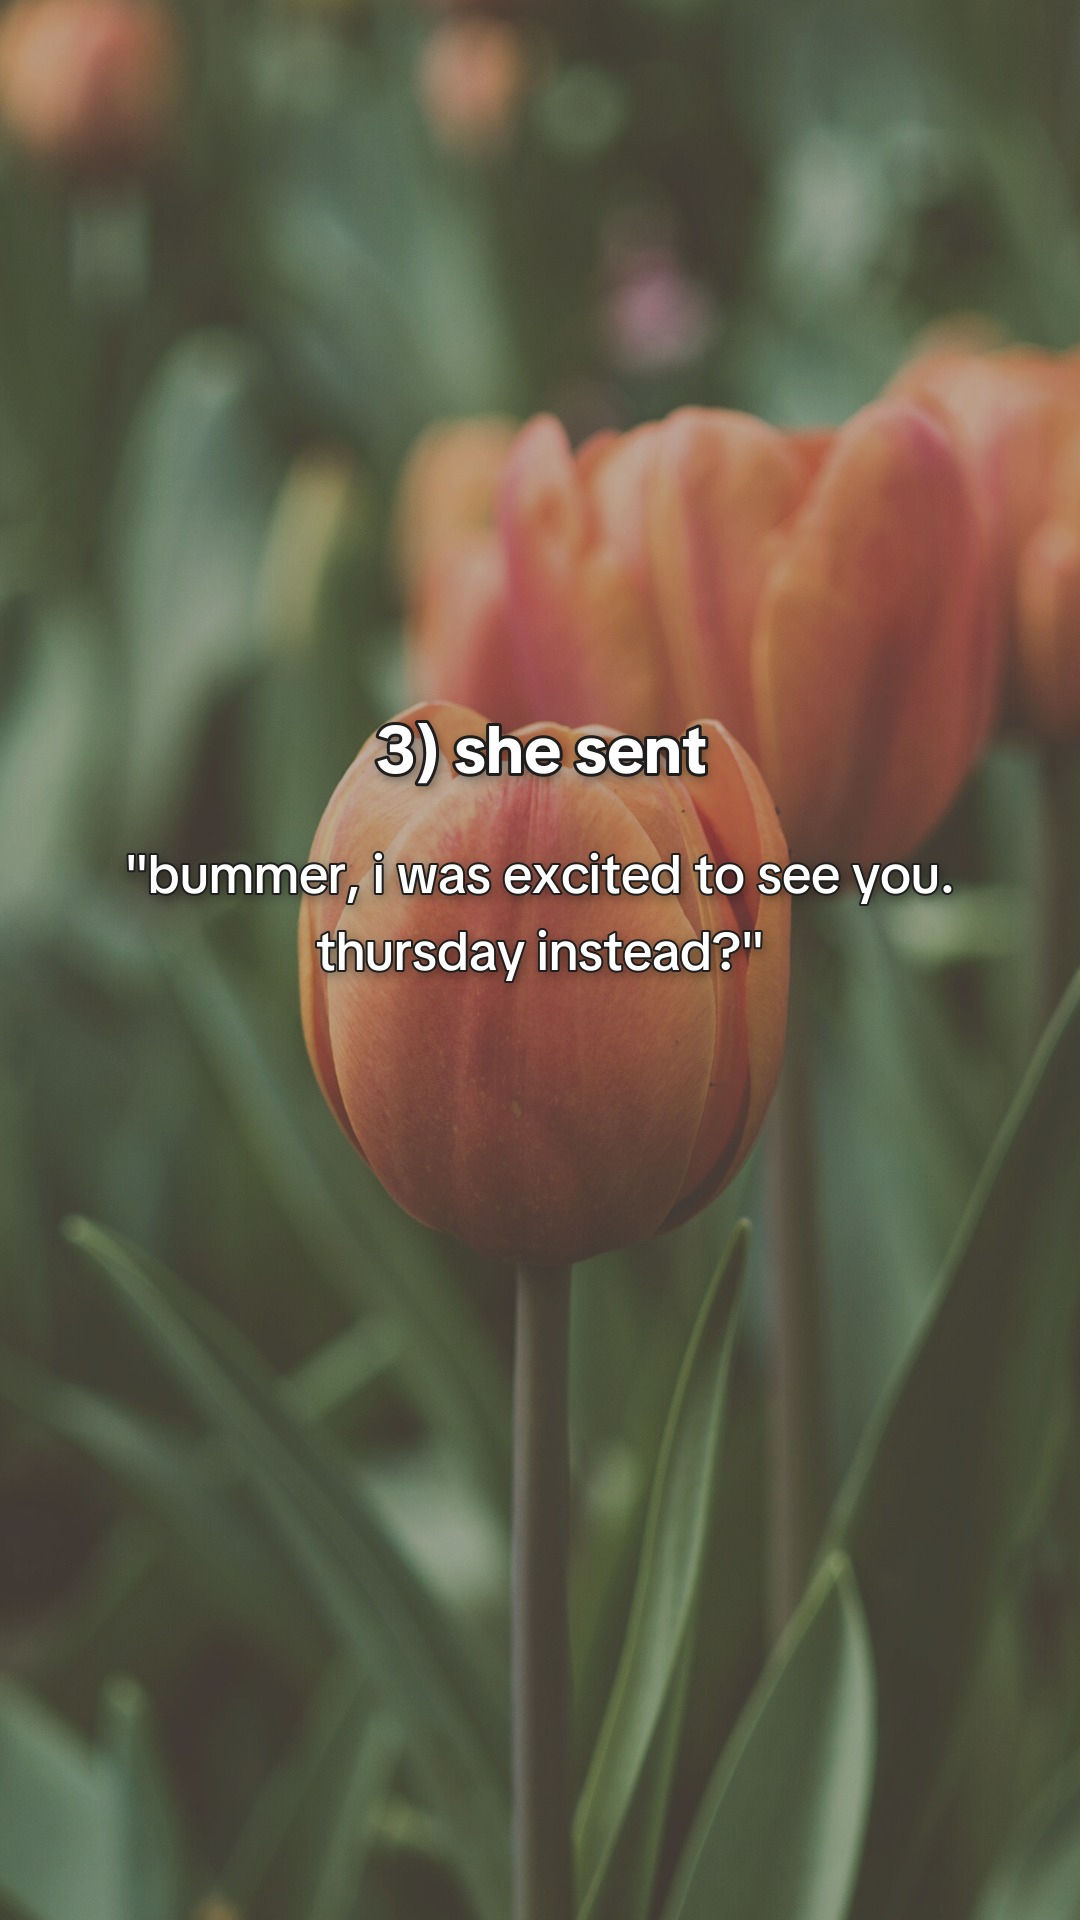 3) she sent
"bummer, i was excited to see you.
thursday instead?"